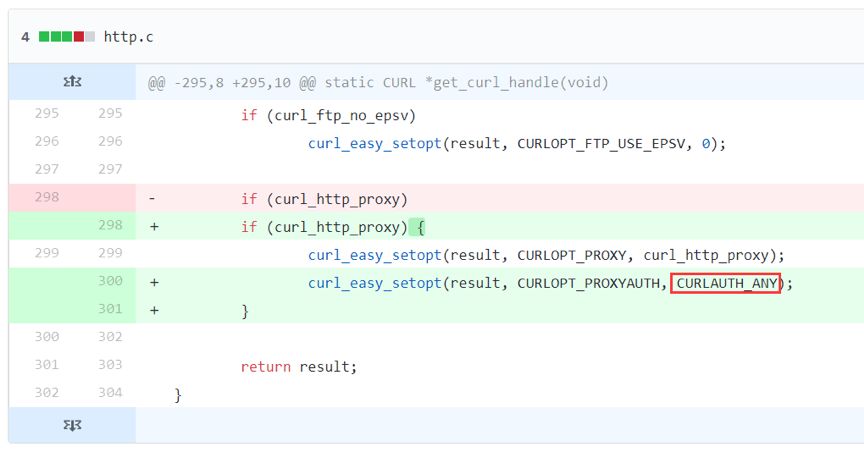 4 http.c
@@ -295,8 +295,10 @@ static CURL *get_curl_handle(void)
295 295 if (curl_ftp_no_epsv)
296 296 curl_easy_setopt(result, CURLOPT_FTP_USE_EPSV, 0);
297 297
298 - if (curl_http_proxy)
298 + if (curl_http_proxy) {
299 299 curl_easy_setopt(result, CURLOPT_PROXY, curl_http_proxy);
300 + curl_easy_setopt(result, CURLOPT_PROXYAUTH, CURLAUTH_ANY);
301 + }
300 302
301 303 return result;
302 304 }